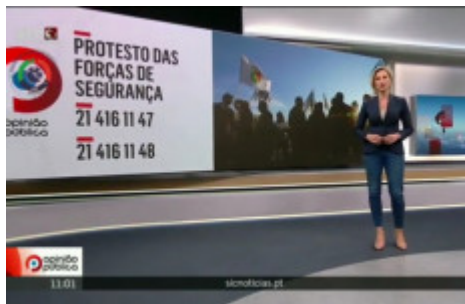 PROTESTO DAS
FORÇAS DE
SEGURANÇA
21 416 11 47
21 416 11 48
opinião
pública
opinião
pública
11:01
sicnoticias.pt